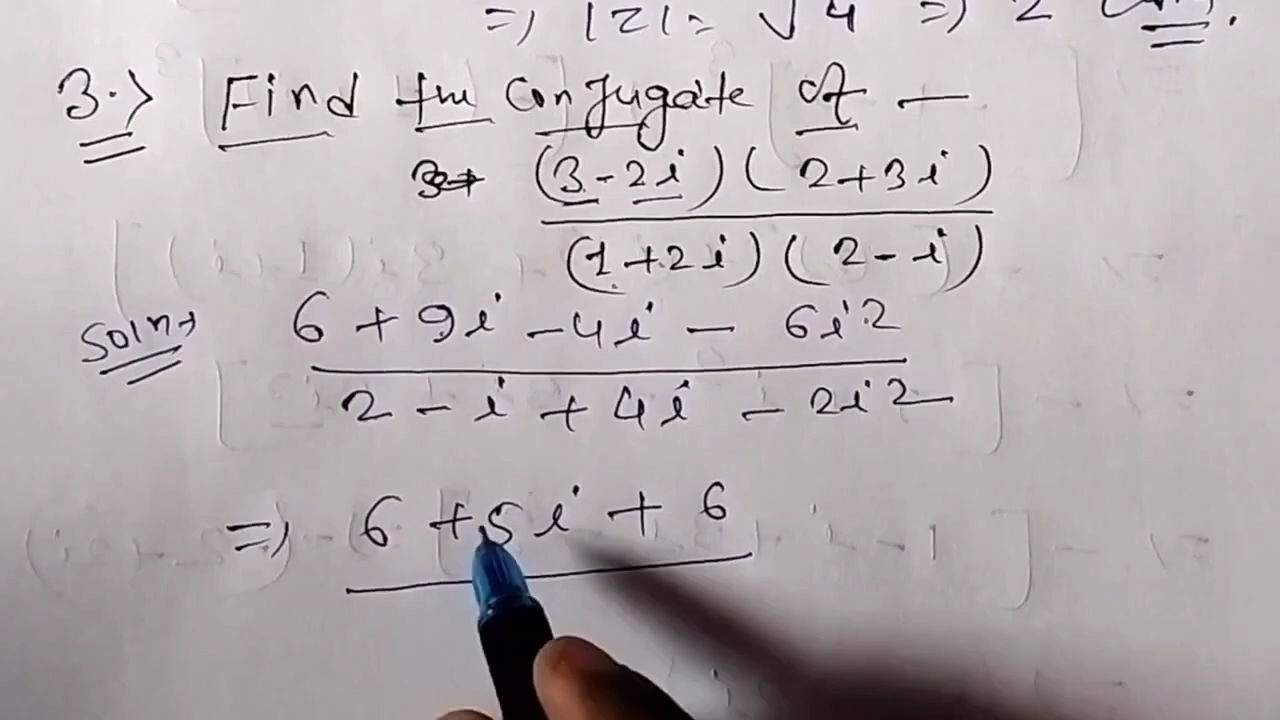 =) |z| = √4 =) 2
3.> Find the Conjugate of —
(3-2i)(2+3i)
(1+2i)(2-i)
Soln→ 6 + 9i - 4i - 6i2
2 - i + 4i - 2i2
=) 6 + 5i + 6